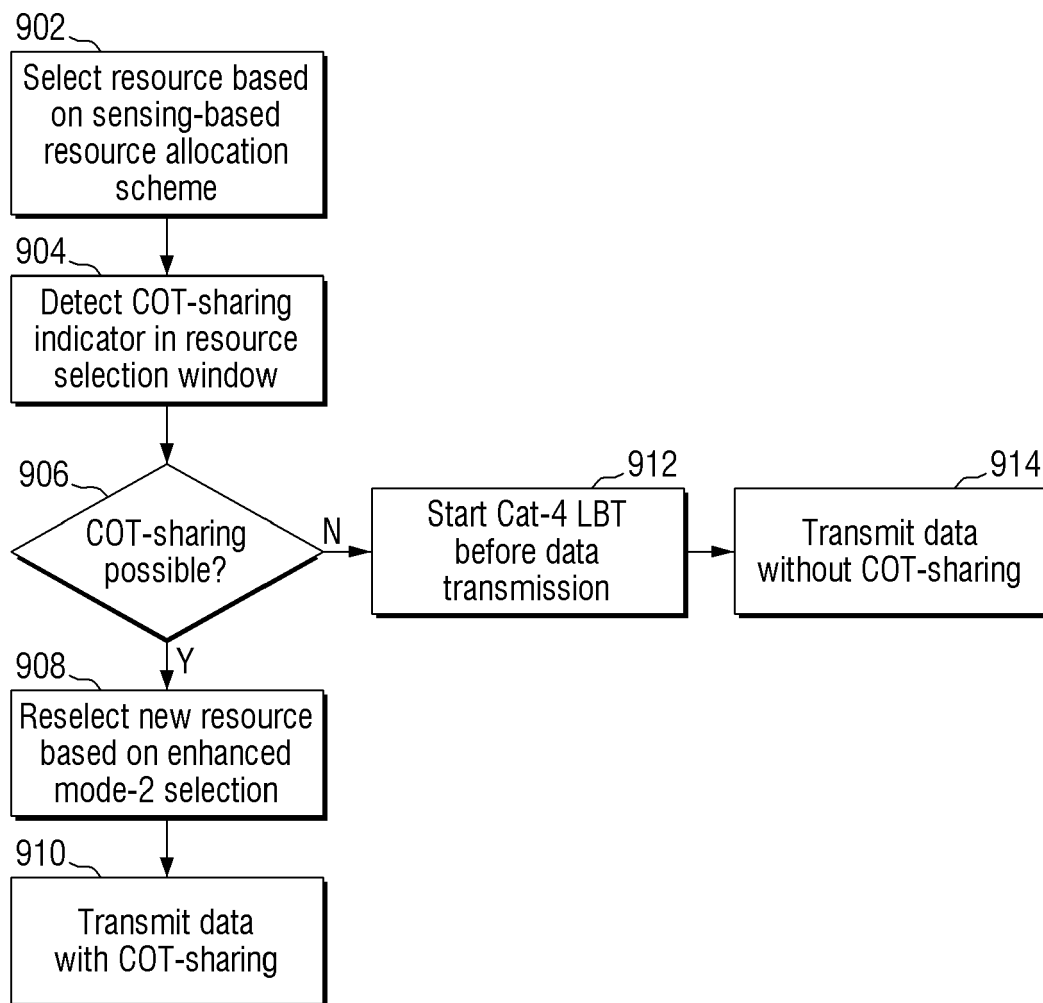 902
Select resource based
on sensing-based
resource allocation
scheme
904
Detect COT-sharing
indicator in resource
selection window
906
COT-sharing
possible?
N
912
Start Cat-4 LBT
before data
transmission
914
Transmit data
without COT-sharing
Y
908
Reselect new resource
based on enhanced
mode-2 selection
910
Transmit data
with COT-sharing